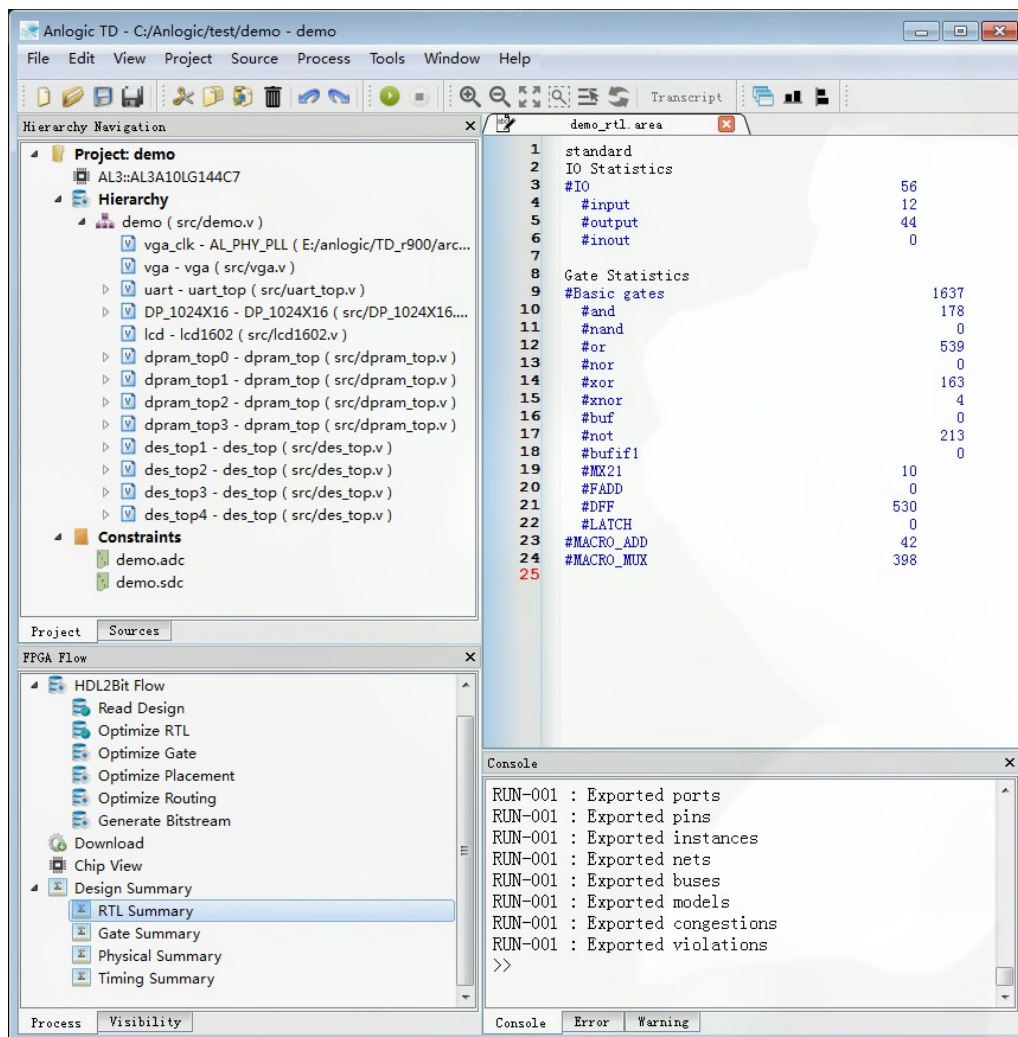 Anlogic TD - C:/Anlogic/test/demo - demo
File Edit View Project Source Process Tools Window Help
Transcript
Hierarchy Navigation
Project: demo
AL3::AL3A10LG144C7
Hierarchy
demo ( src/demo.v )
vga_clk - AL_PHY_PLL ( E:/anlogic/TD_r900/arc...
vga - vga ( src/vga.v )
uart - uart_top ( src/uart_top.v )
DP_1024X16 - DP_1024X16 ( src/DP_1024X16....
lcd - lcd1602 ( src/lcd1602.v )
dpram_top0 - dpram_top ( src/dpram_top.v )
dpram_top1 - dpram_top ( src/dpram_top.v )
dpram_top2 - dpram_top ( src/dpram_top.v )
dpram_top3 - dpram_top ( src/dpram_top.v )
des_top1 - des_top ( src/des_top.v )
des_top2 - des_top ( src/des_top.v )
des_top3 - des_top ( src/des_top.v )
des_top4 - des_top ( src/des_top.v )
Constraints
demo.adc
demo.sdc
Project Sources
FPGA Flow
HDL2Bit Flow
Read Design
Optimize RTL
Optimize Gate
Optimize Placement
Optimize Routing
Generate Bitstream
Download
Chip View
Design Summary
RTL Summary
Gate Summary
Physical Summary
Timing Summary
Process Visibility
demo_rtl.area
1 standard
2 IO Statistics
3 #IO 56
4 #input 12
5 #output 44
6 #inout 0
7
8 Gate Statistics
9 #Basic gates 1637
10 #and 178
11 #nand 0
12 #or 539
13 #nor 0
14 #xor 163
15 #xnor 4
16 #buf 0
17 #not 213
18 #bufif1 0
19 #MX21 10
20 #FADD 0
21 #DFF 530
22 #LATCH 0
23 #MACRO_ADD 42
24 #MACRO_MUX 398
25
Console
RUN-001 : Exported ports
RUN-001 : Exported pins
RUN-001 : Exported instances
RUN-001 : Exported nets
RUN-001 : Exported buses
RUN-001 : Exported models
RUN-001 : Exported congestions
RUN-001 : Exported violations
>>
Console Error Warning